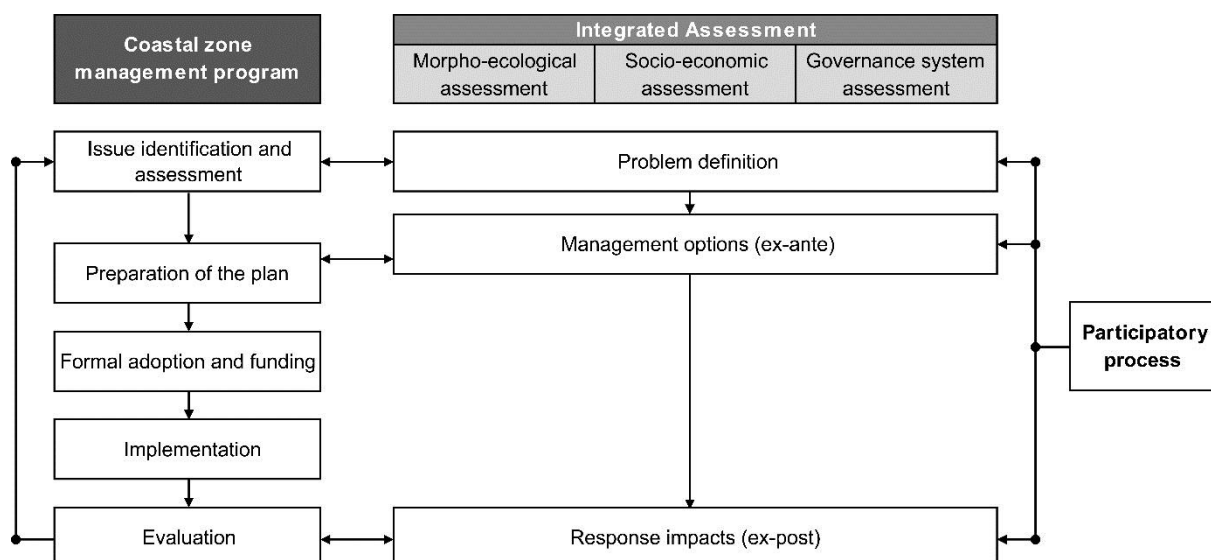 Coastal zone
management program
Integrated Assessment
Morpho-ecological
assessment
Socio-economic
assessment
Governance system
assessment
Issue identification and
assessment
Problem definition
Management options (ex-ante)
Preparation of the plan
Formal adoption and funding
Participatory
process
Implementation
Evaluation
Response impacts (ex-post)